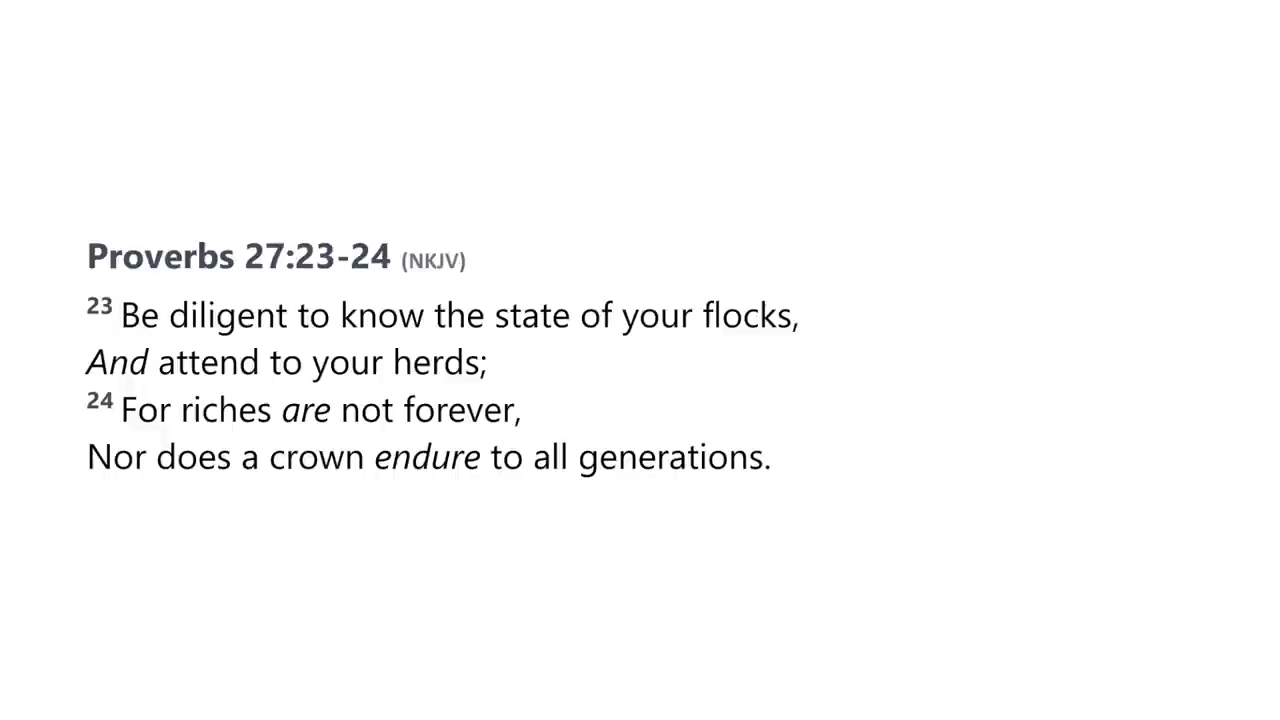 Proverbs 27:23-24 (NKJV)
23 Be diligent to know the state of your flocks,
And attend to your herds;
24 For riches are not forever,
Nor does a crown endure to all generations.